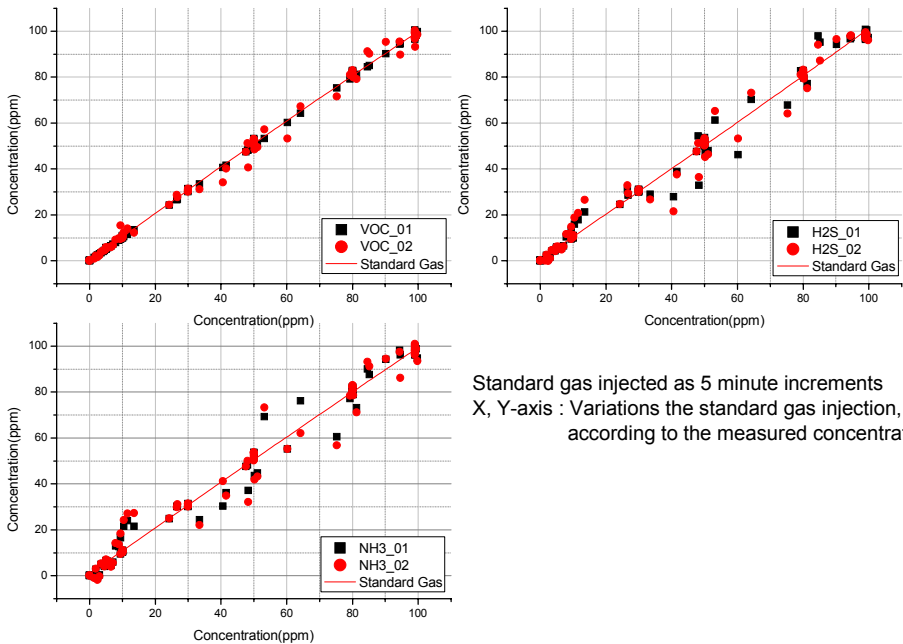 100
80
60
40
20
0
Concentration(ppm)
VOC_01
VOC_02
Standard Gas
0 20 40 60 80 100
Concentration(ppm)
100
80
60
40
20
0
Concentration(ppm)
H2S_01
H2S_02
Standard Gas
0 20 40 60 80 100
Concentration(ppm)
100
80
60
40
20
0
Comcentration(ppm)
NH3_01
NH3_02
Standard Gas
0 20 40 60 80 100
Concentration(ppm)
Standard gas injected as 5 minute increments
X, Y-axis : Variations the standard gas injection,
according to the measured